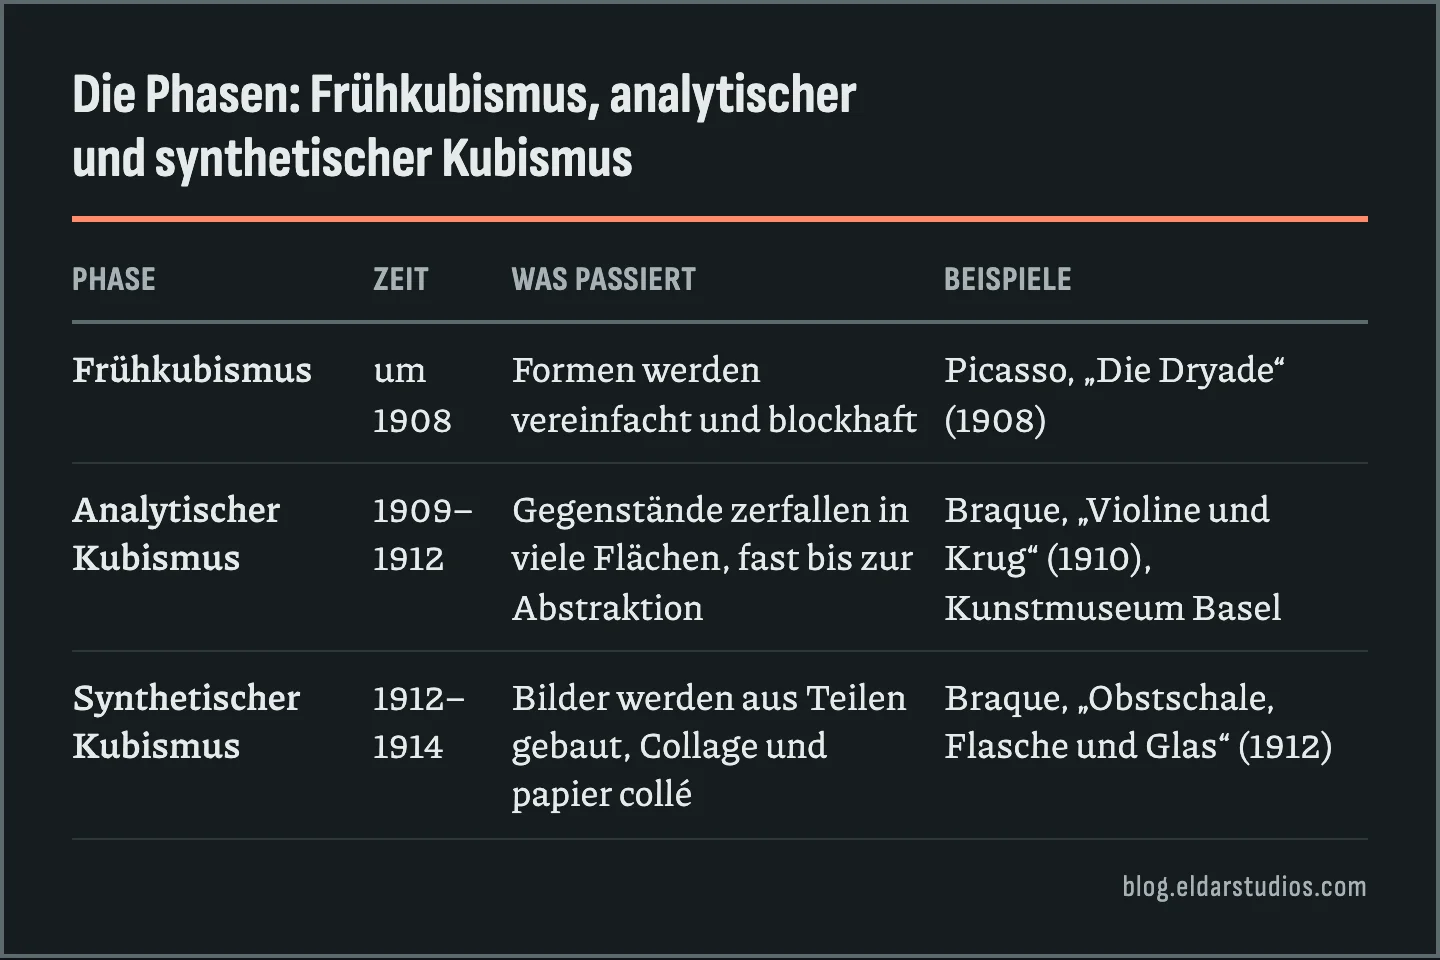 Die Phasen: Frühkubismus, analytischer
und synthetischer Kubismus
PHASE ZEIT WAS PASSIERT BEISPIELE
Frühkubismus um Formen werden Picasso, „Die Dryade“
1908 vereinfacht und blockhaft (1908)
Analytischer 1909– Gegenstände zerfallen in Braque, „Violine und
Kubismus 1912 viele Flächen, fast bis zur Krug“ (1910),
Abstraktion Kunstmuseum Basel
Synthetischer 1912– Bilder werden aus Teilen Braque, „Obstschale,
Kubismus 1914 gebaut, Collage und Flasche und Glas“ (1912)
papier collé
blog.eldarstudios.com